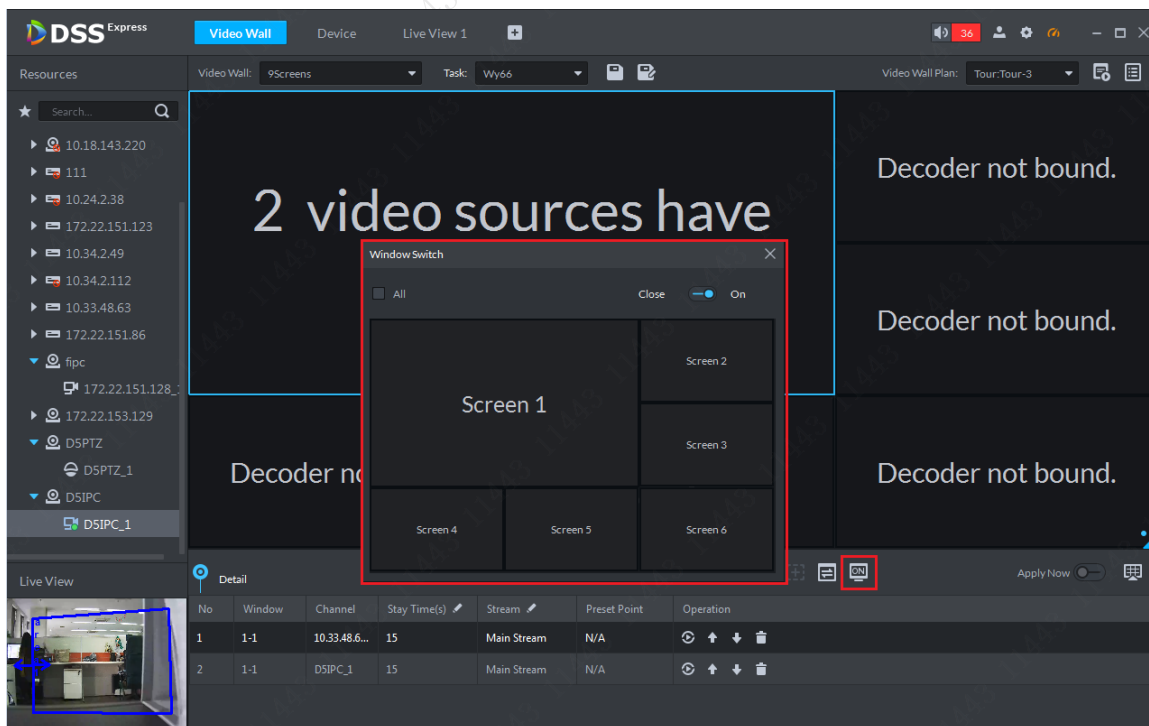 DSS Express
Video Wall
Device
Live View 1
36
Resources
Video Wall: 9Screens
Task: Wy66
Video Wall Plan: Tour:Tour-3
Search...
10.18.143.220
111
10.24.2.38
172.22.151.123
10.34.2.49
10.34.2.112
10.33.48.63
172.22.151.86
fipc
172.22.151.128_
172.22.153.129
D5PTZ
D5PTZ_1
D5IPC
D5IPC_1
2 video sources have
Decoder not bound.
Decoder not bound.
Decoder not bound.
Decoder no
Window Switch
All
Close
On
Screen 1
Screen 2
Screen 3
Screen 4
Screen 5
Screen 6
Live View
Detail
ON
Apply Now
No Window Channel Stay Time(s) Stream Preset Point Operation
1 1-1 10.33.48.6... 15 Main Stream N/A
2 1-1 D5IPC_1 15 Main Stream N/A
11443 11443